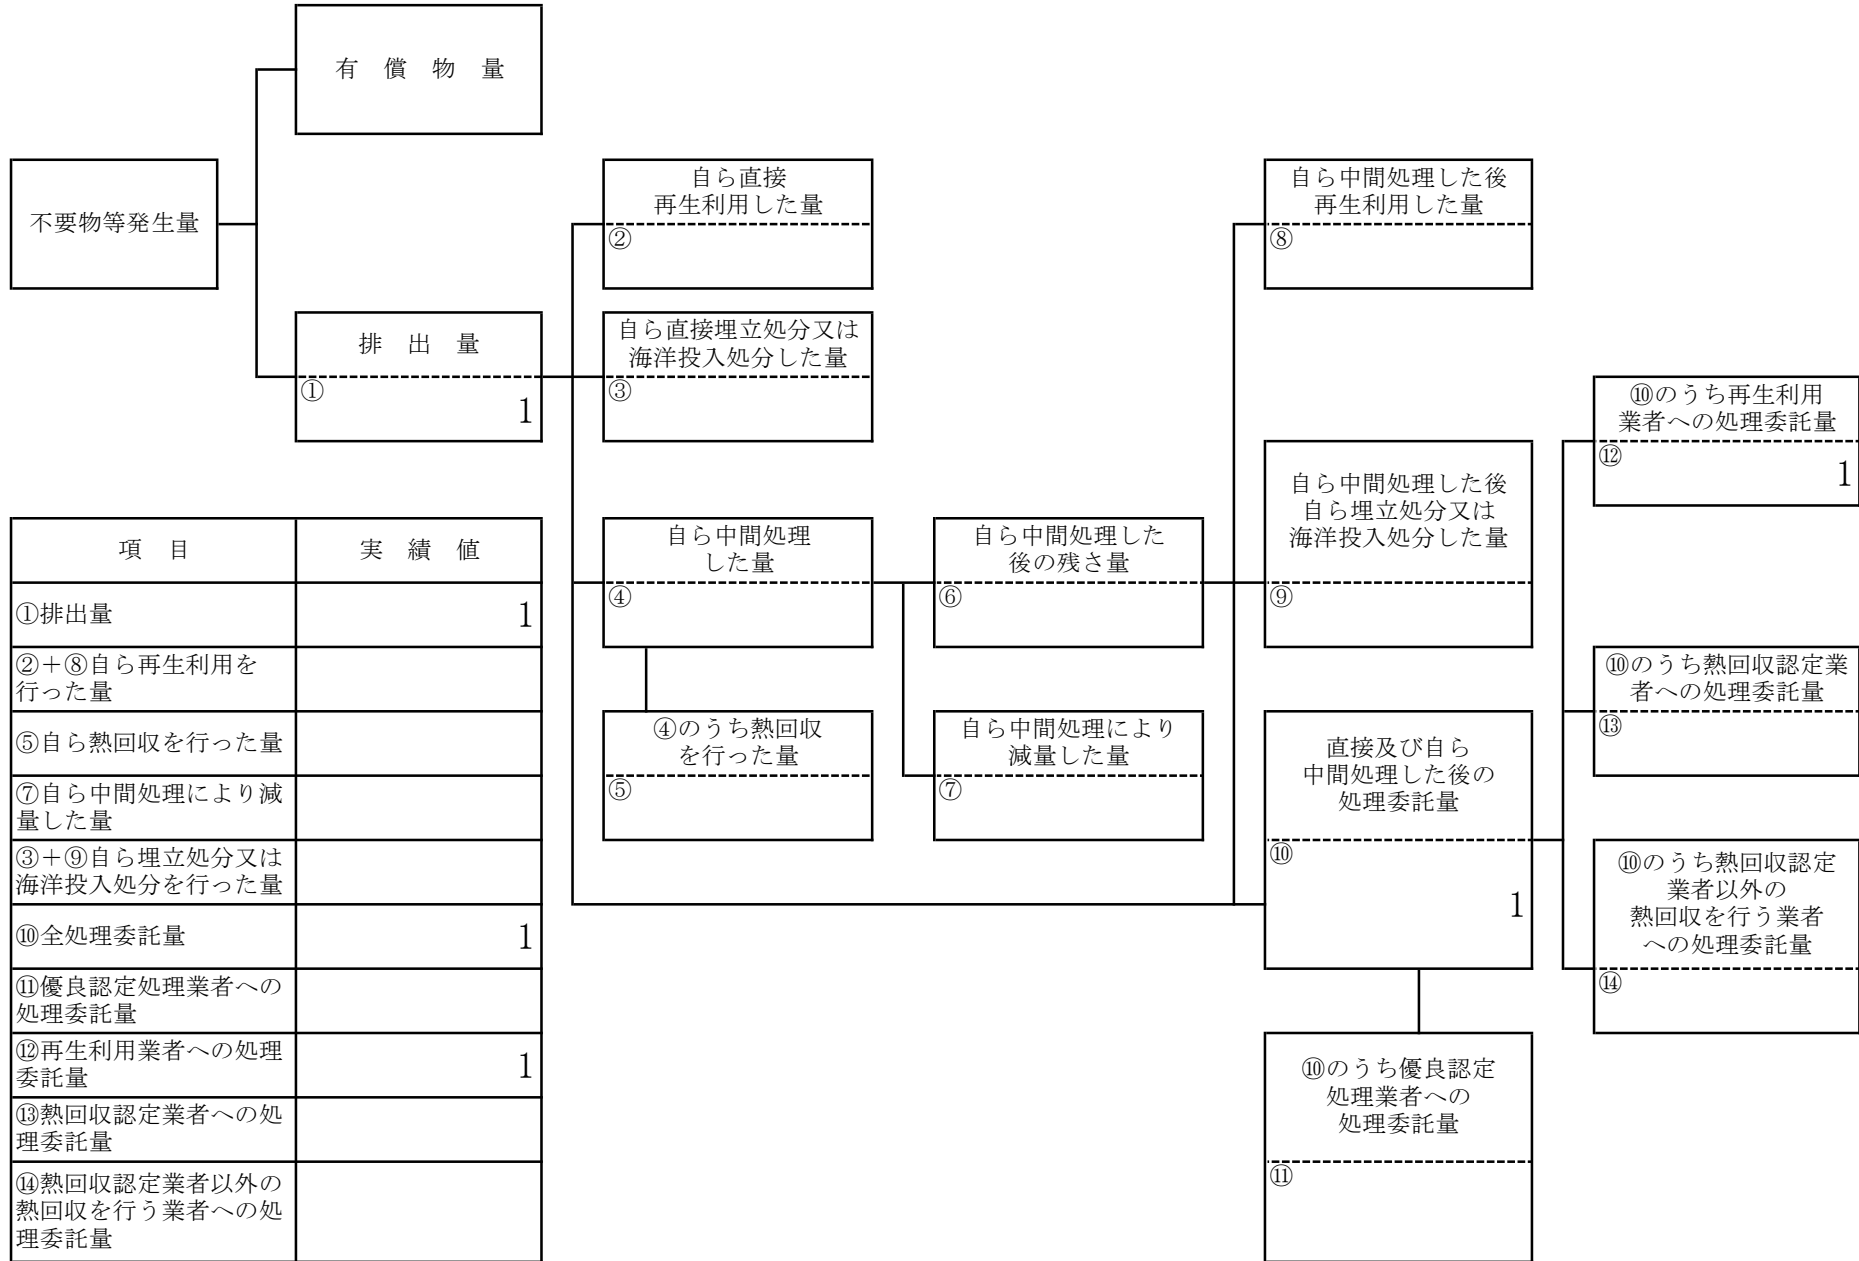 有　償　物　量
不要物等発生量
排　出　量
①
1
自ら直接
再生利用した量
②
自ら直接埋立処分又は
海洋投入処分した量
③
自ら中間処理
した量
④
④のうち熱回収
を行った量
⑤
自ら中間処理した
後の残さ量
⑥
自ら中間処理により
減量した量
⑦
自ら中間処理した後
再生利用した量
⑧
自ら中間処理した後
自ら埋立処分又は
海洋投入処分した量
⑨
直接及び自ら
中間処理した後の
処理委託量
⑩
1
⑩のうち優良認定
処理業者への
処理委託量
⑪
⑩のうち再生利用
業者への処理委託量
⑫
1
⑩のうち熱回収認定業
者への処理委託量
⑬
⑩のうち熱回収認定
業者以外の
熱回収を行う業者
への処理委託量
⑭
項　目　実　績　値
①排出量　1
②＋⑧自ら再生利用を
行った量
⑤自ら熱回収を行った量
⑦自ら中間処理により減
量した量
③＋⑨自ら埋立処分又は
海洋投入処分を行った量
⑩全処理委託量　1
⑪優良認定処理業者への
処理委託量
⑫再生利用業者への処理
委託量　1
⑬熱回収認定業者への処
理委託量
⑭熱回収認定業者以外の
熱回収を行う業者への処
理委託量